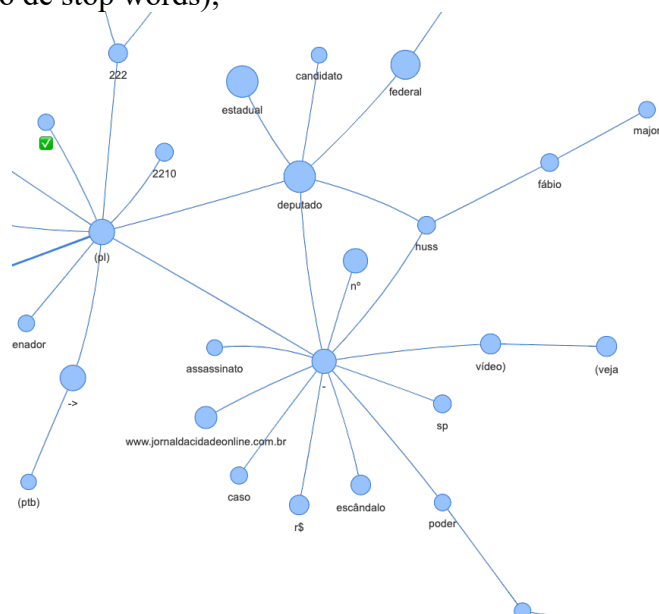 o de stop words);
222
candidato
estadual
federal
major
✅
2210
fábio
deputado
huss
(pl)
nº
enador
assassinato
vídeo)
(veja
->
-
sp
www.jornaldacidadeonline.com.br
caso
escândalo
(ptb)
r$
poder